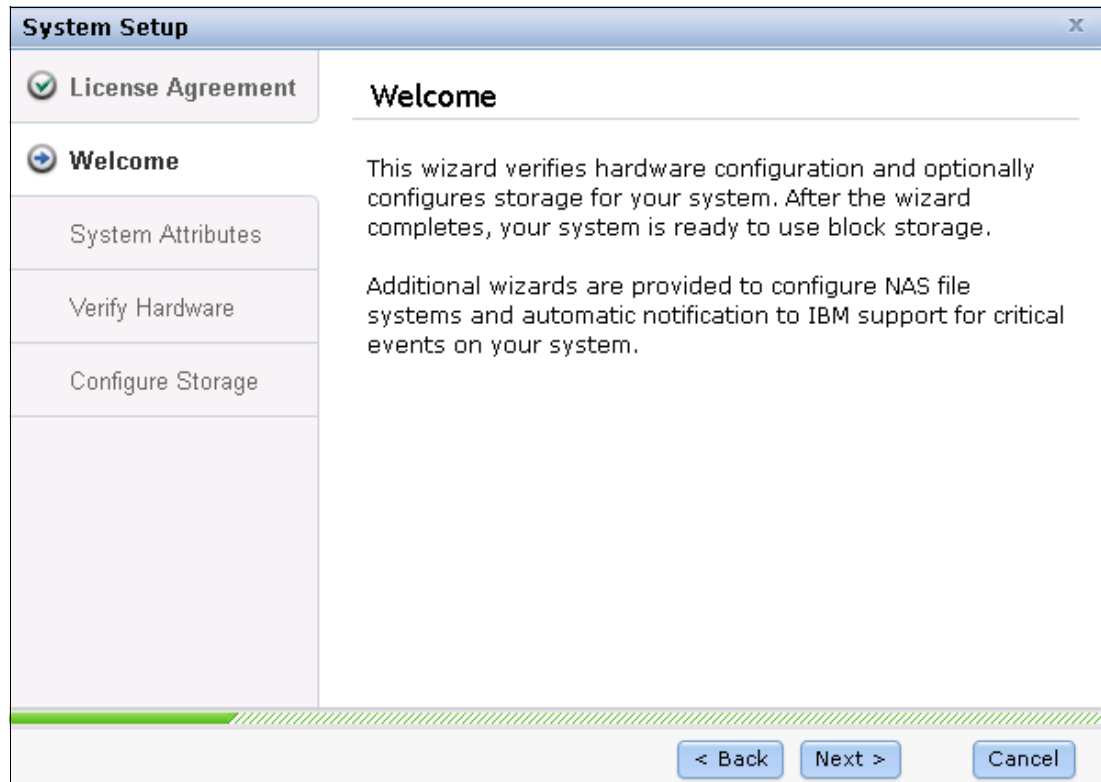 System Setup
x
License Agreement
Welcome
System Attributes
Verify Hardware
Configure Storage
Welcome
This wizard verifies hardware configuration and optionally
configures storage for your system. After the wizard
completes, your system is ready to use block storage.
Additional wizards are provided to configure NAS file
systems and automatic notification to IBM support for critical
events on your system.
< Back
Next >
Cancel